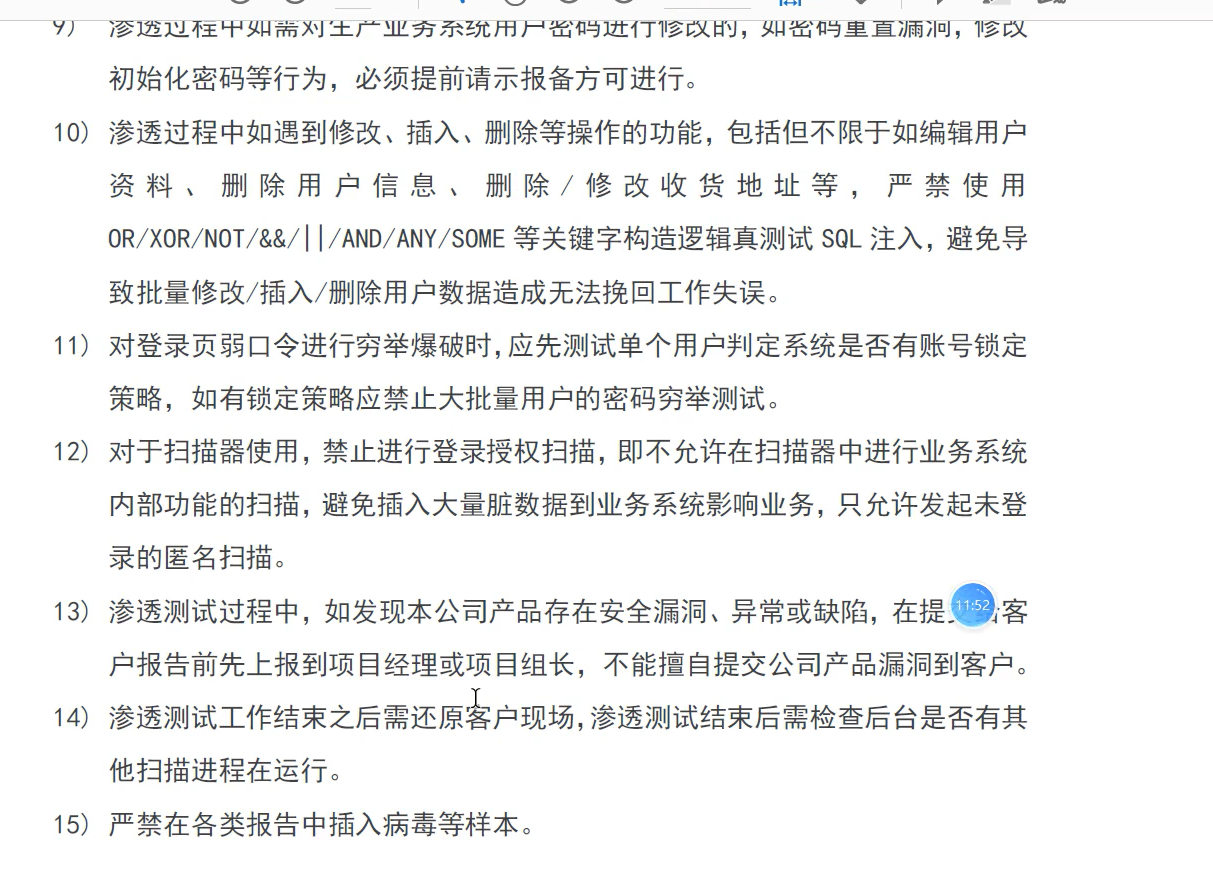 9） 渗透过程中如需对生产业务系统用户密码进行修改的，如密码重置漏洞，修改
初始化密码等行为，必须提前请示报备方可进行。
10） 渗透过程中如遇到修改、插入、删除等操作的功能，包括但不限于如编辑用户
资料、删除用户信息、删除/修改收货地址等，严禁使用
OR/XOR/NOT/&&/||/AND/ANY/SOME 等关键字构造逻辑真测试 SQL 注入，避免导
致批量修改/插入/删除用户数据造成无法挽回工作失误。
11） 对登录页弱口令进行穷举爆破时,应先测试单个用户判定系统是否有账号锁定
策略，如有锁定策略应禁止大批量用户的密码穷举测试。
12） 对于扫描器使用，禁止进行登录授权扫描，即不允许在扫描器中进行业务系统
内部功能的扫描，避免插入大量脏数据到业务系统影响业务，只允许发起未登
录的匿名扫描。
13） 渗透测试过程中，如发现本公司产品存在安全漏洞、异常或缺陷，在提 客
11:52
户报告前先上报到项目经理或项目组长，不能擅自提交公司产品漏洞到客户。
14） 渗透测试工作结束之后需还原客户现场,渗透测试结束后需检查后台是否有其
他扫描进程在运行。
15） 严禁在各类报告中插入病毒等样本。